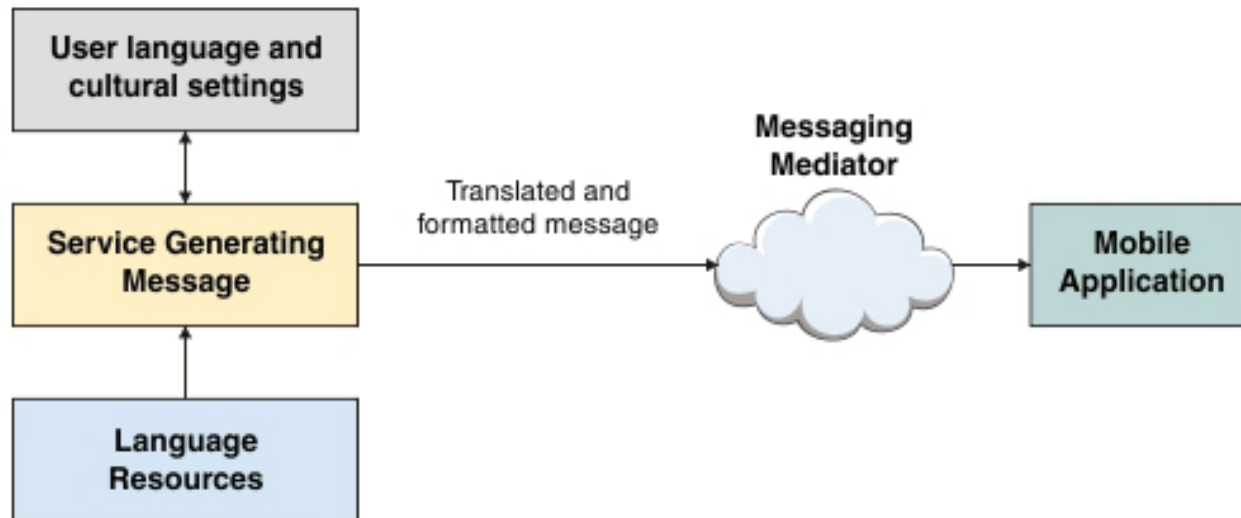 User language and
cultural settings
Messaging
Mediator
Translated and
formatted message
Service Generating
Message
Mobile
Application
Language
Resources